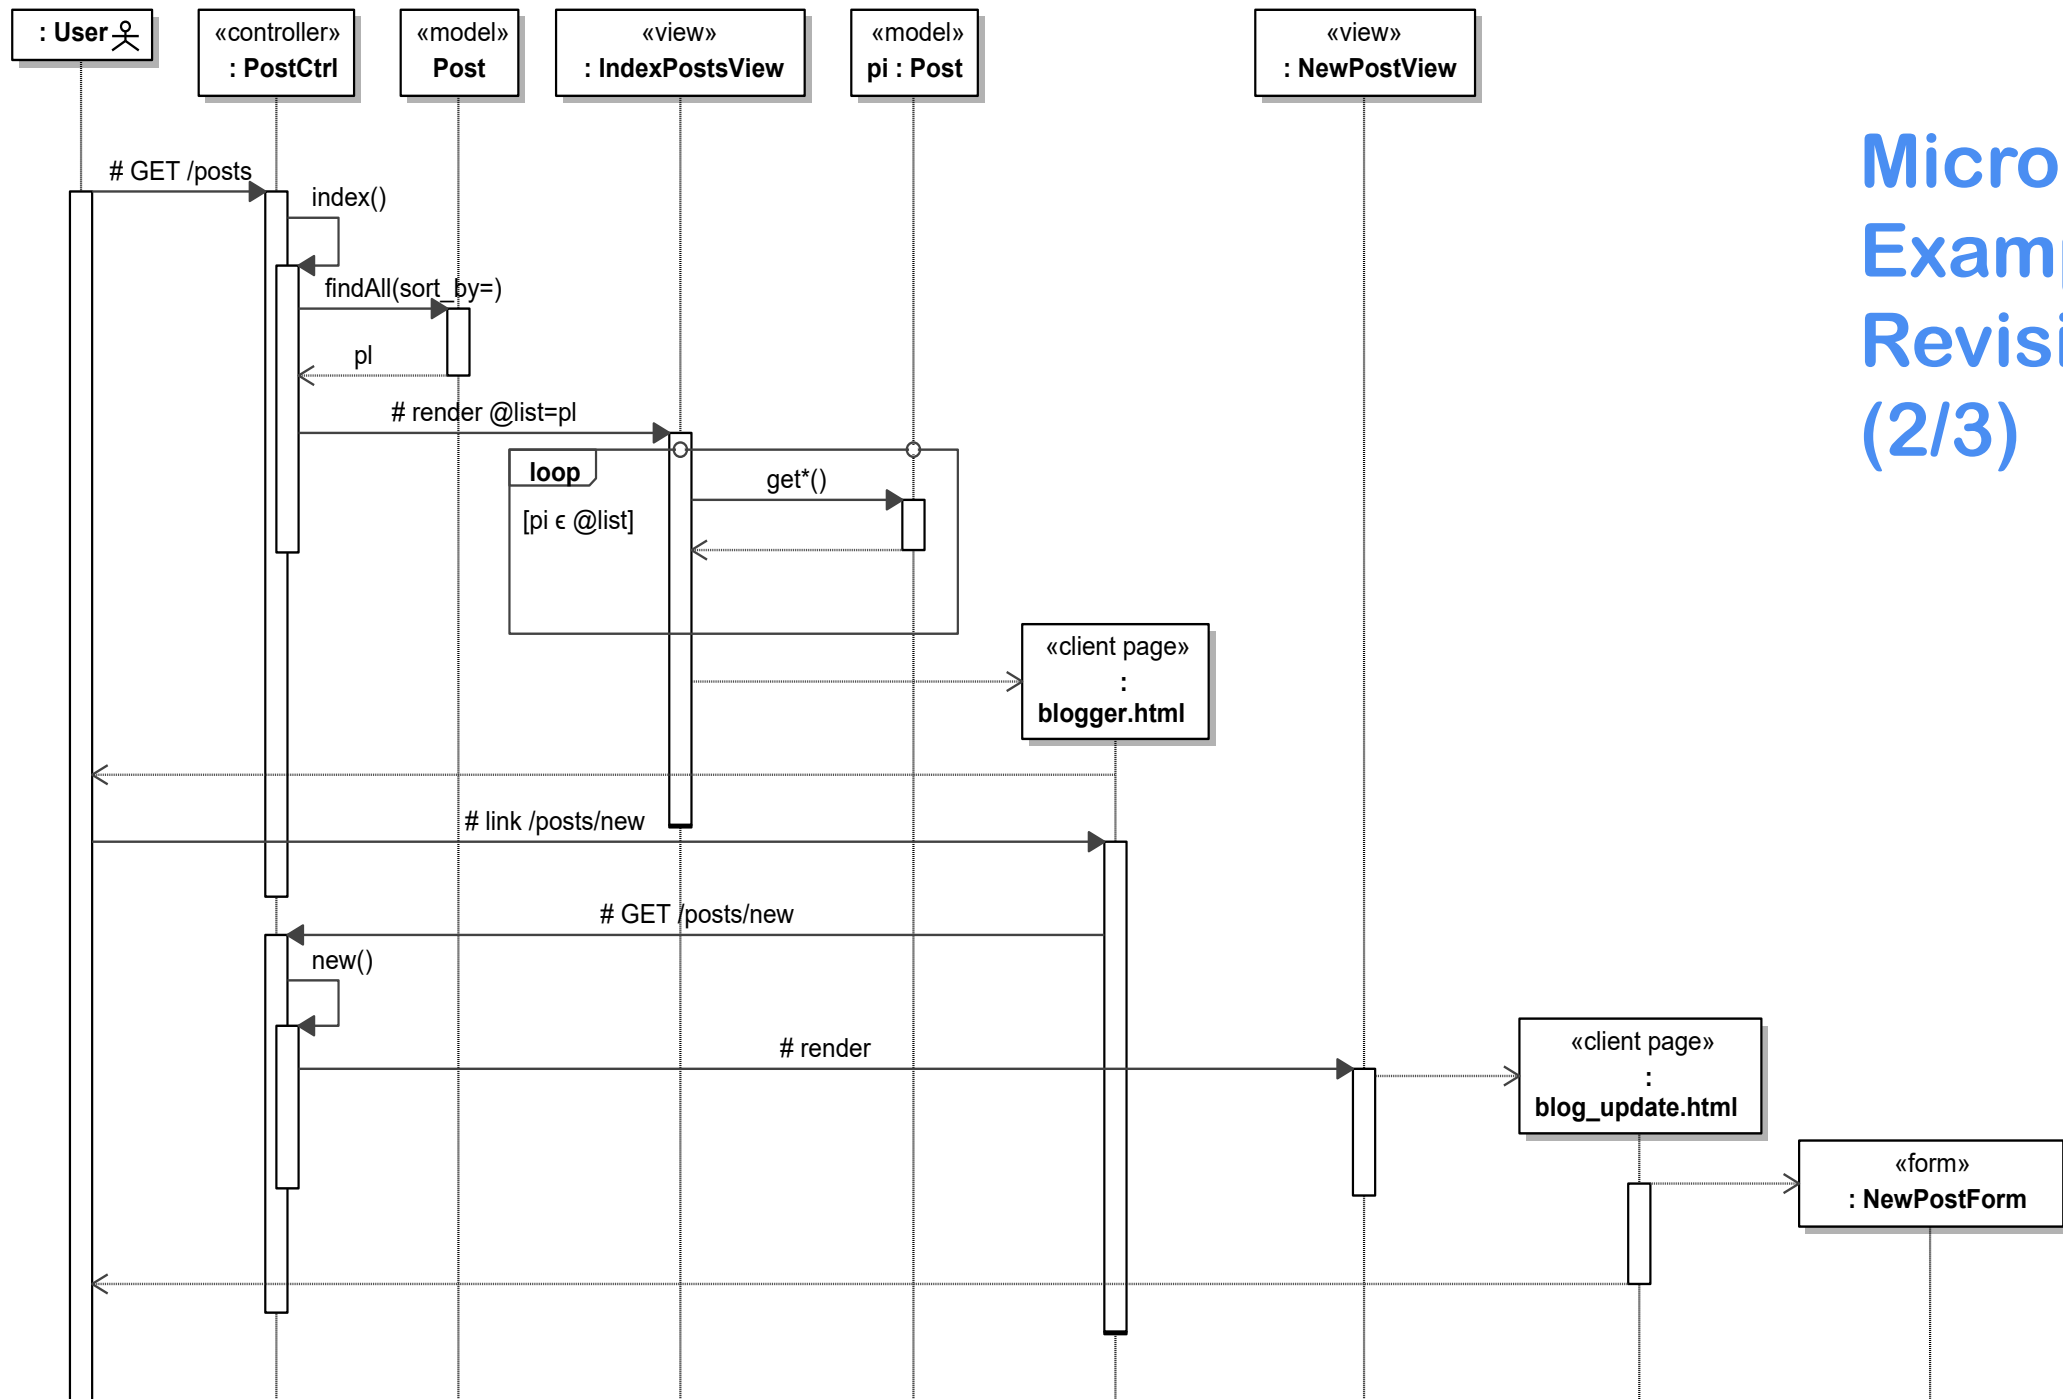 : User
«controller»
: PostCtrl
«model»
Post
«view»
: IndexPostsView
«model»
pi : Post
«view»
: NewPostView
Micro
(2/3)
# GET /posts
index()
findAll(sort_by=)
pl
# render @list=pl
loop
get*()
[pi ϵ @list]
«client page»
:
blogger.html
# link /posts/new
# GET /posts/new
new()
# render
«client page»
:
blog_update.html
«form»
: NewPostForm